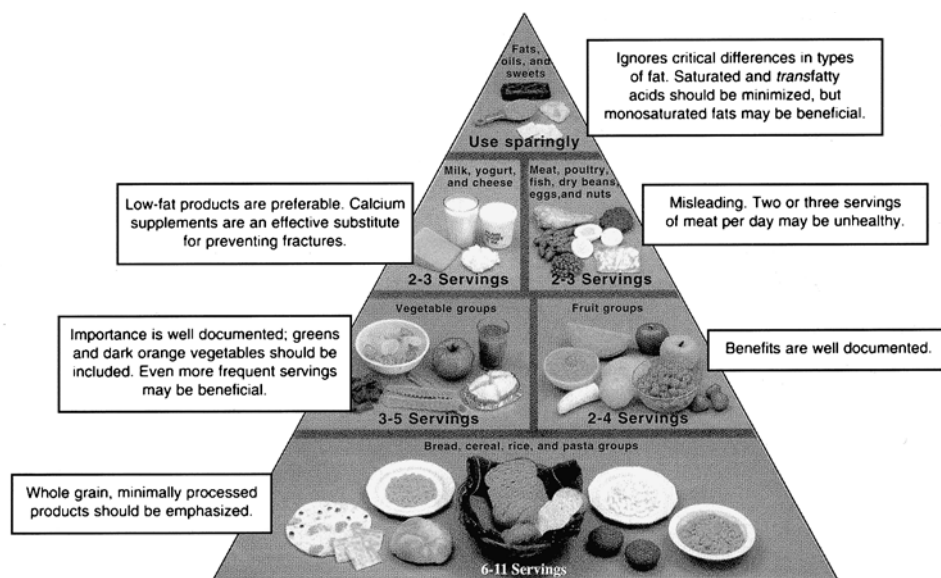 Fats,
oils, and
sweets
Use sparingly
Ignores critical differences in types
of fat. Saturated and transfatty
acids should be minimized, but
monosaturated fats may be beneficial.
Milk, yogurt,
and cheese
2-3 Servings
Low-fat products are preferable. Calcium
supplements are an effective substitute
for preventing fractures.
Meat, poultry,
fish, dry beans,
eggs,and nuts
2-3 Servings
Misleading. Two or three servings
of meat per day may be unhealthy.
Vegetable groups
3-5 Servings
Importance is well documented; greens
and dark orange vegetables should be
included. Even more frequent servings
may be beneficial.
Fruit groups
2-4 Servings
Benefits are well documented.
Bread, cereal, rice, and pasta groups
6-11 Servings
Whole grain, minimally processed
products should be emphasized.